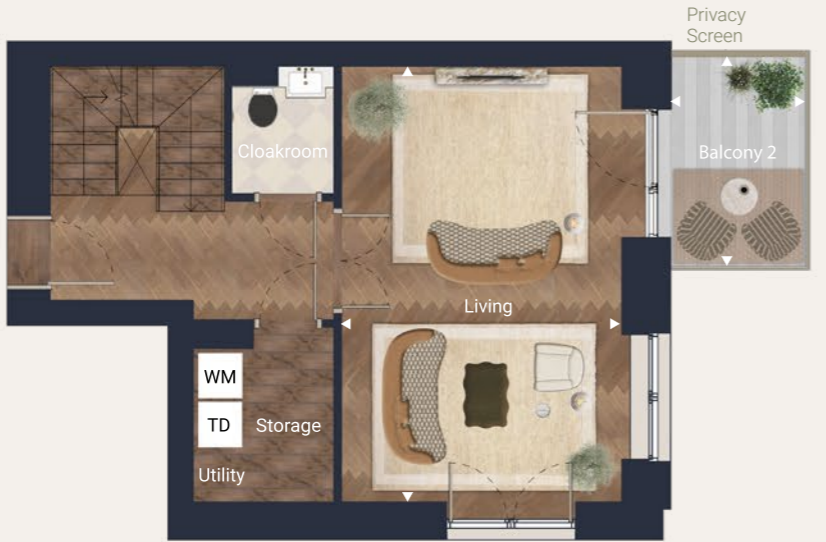 Privacy
Screen
Cloakroom
Balcony 2
Living
WM
TD
Storage
Utility